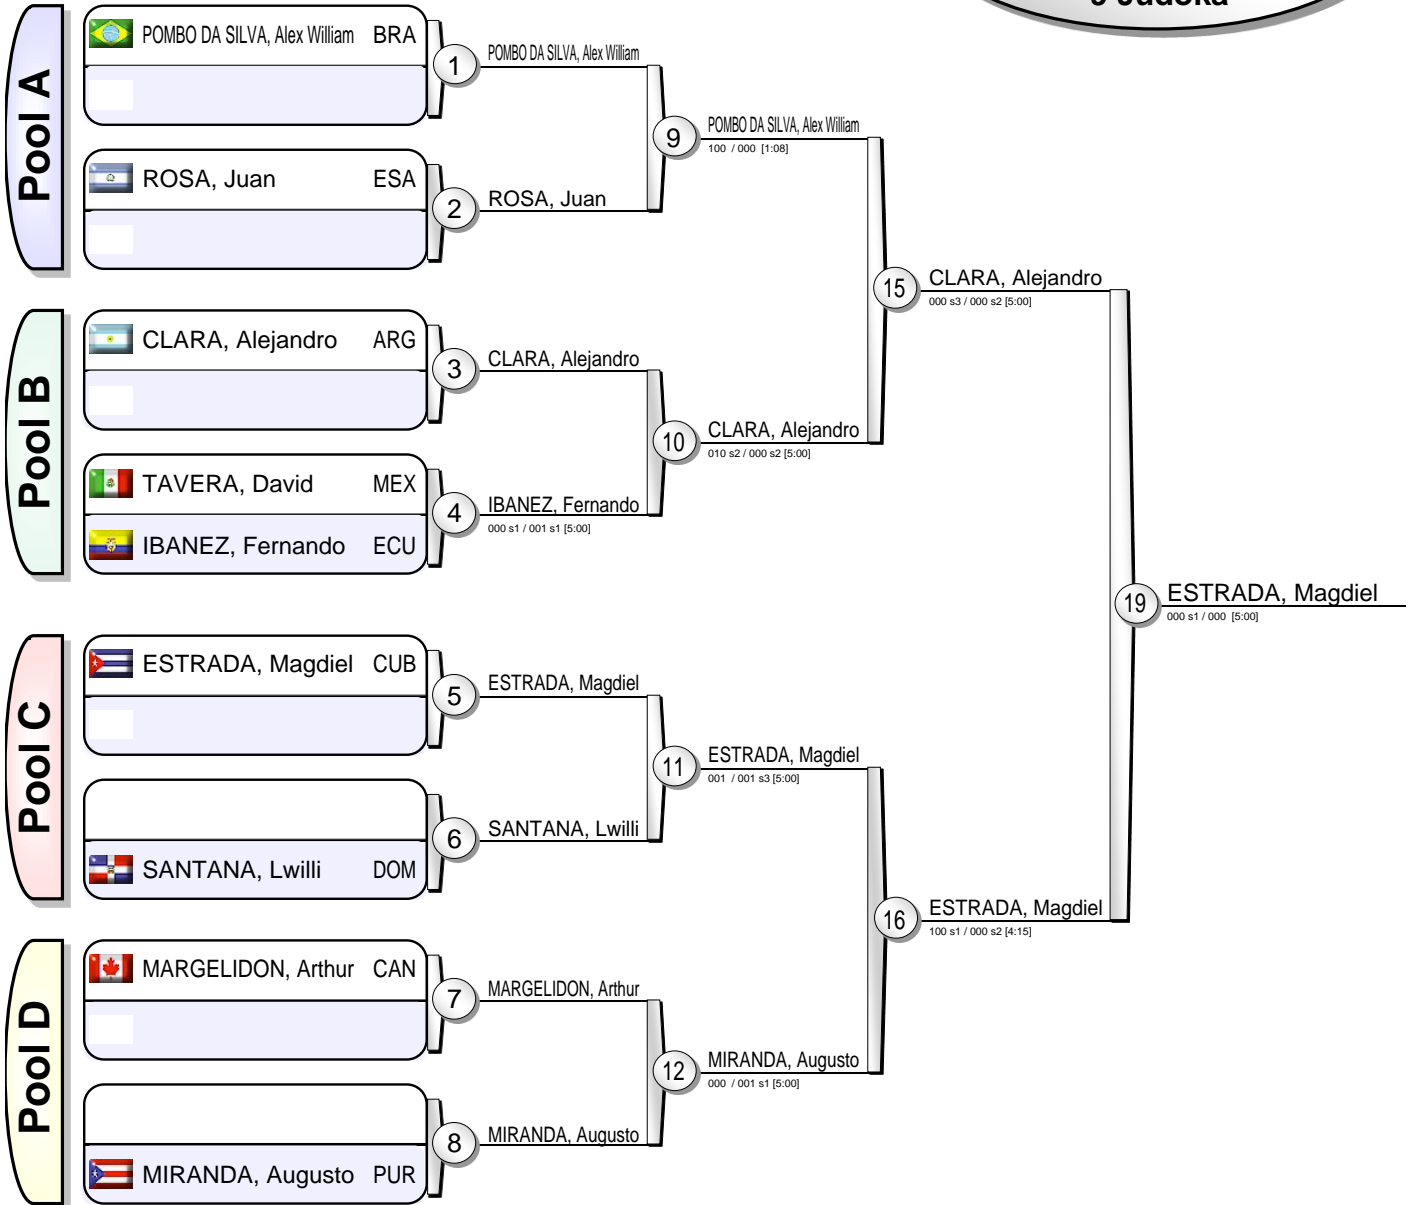 9 Judoka
Pool A
POMBO DA SILVA, Alex William BRA
1
POMBO DA SILVA, Alex William
ROSA, Juan ESA
2
ROSA, Juan
9
POMBO DA SILVA, Alex William
100 / 000 [1:08]
Pool B
CLARA, Alejandro ARG
3
CLARA, Alejandro
TAVERA, David MEX
IBANEZ, Fernando ECU
4
IBANEZ, Fernando
000 s1 / 001 s1 [5:00]
10
CLARA, Alejandro
010 s2 / 000 s2 [5:00]
15
CLARA, Alejandro
000 s3 / 000 s2 [5:00]
19
ESTRADA, Magdiel
000 s1 / 000 [5:00]
Pool C
ESTRADA, Magdiel CUB
5
ESTRADA, Magdiel
SANTANA, Lwilli DOM
6
SANTANA, Lwilli
11
ESTRADA, Magdiel
001 / 001 s3 [5:00]
16
ESTRADA, Magdiel
100 s1 / 000 s2 [4:15]
Pool D
MARGELIDON, Arthur CAN
7
MARGELIDON, Arthur
MIRANDA, Augusto PUR
8
MIRANDA, Augusto
12
MIRANDA, Augusto
000 / 001 s1 [5:00]